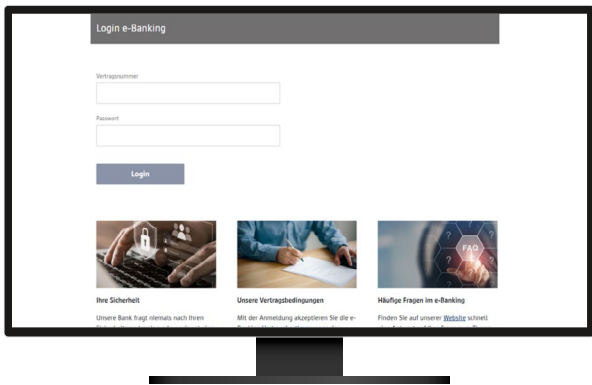 Login e-Banking
Vertragsnummer
Passwort
Login
FAQ
Ihre Sicherheit
Unsere Vertragsbedingungen
Häufige Fragen im e-Banking
Unsere Bank fragt niemals nach Ihren
Mit der Anmeldung akzeptieren Sie die e-
Finden Sie auf unserer Website schnell